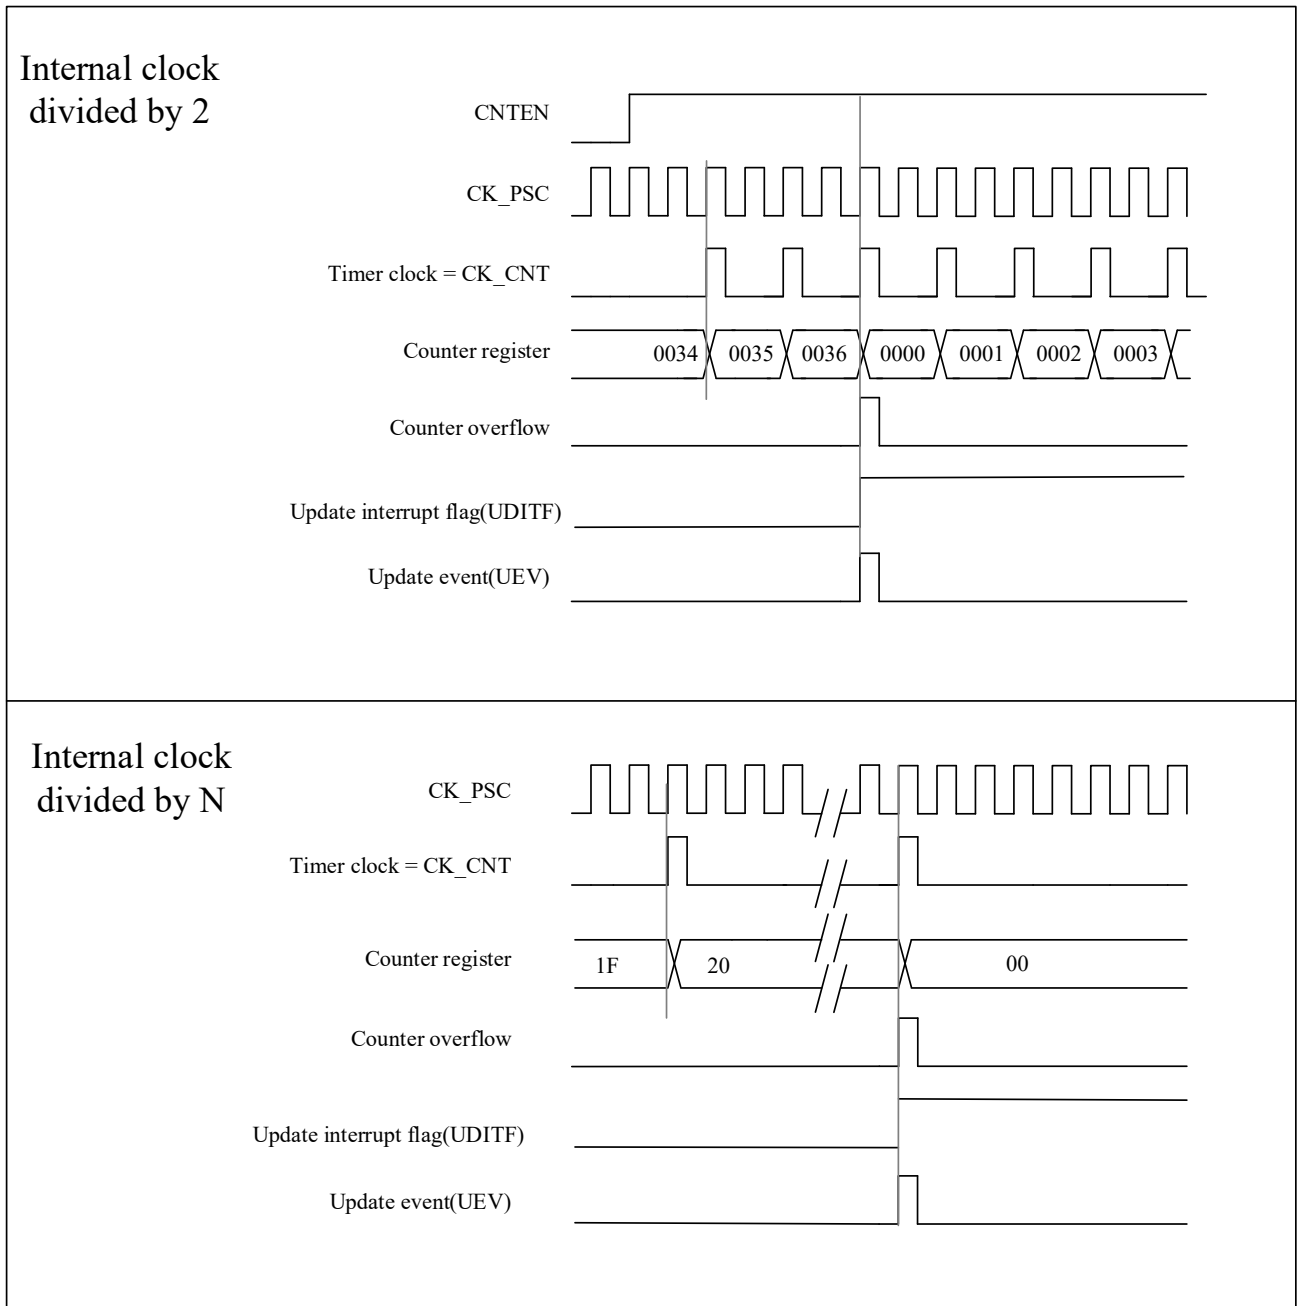 Internal clock
divided by 2
CNTEN
CK_PSC
Timer clock = CK_CNT
Counter register
0034 0035 0036 0000 0001 0002 0003
Counter overflow
Update interrupt flag(UDITF)
Update event(UEV)
Internal clock
divided by N
CK_PSC
Timer clock = CK_CNT
Counter register
1F 20 00
Counter overflow
Update interrupt flag(UDITF)
Update event(UEV)